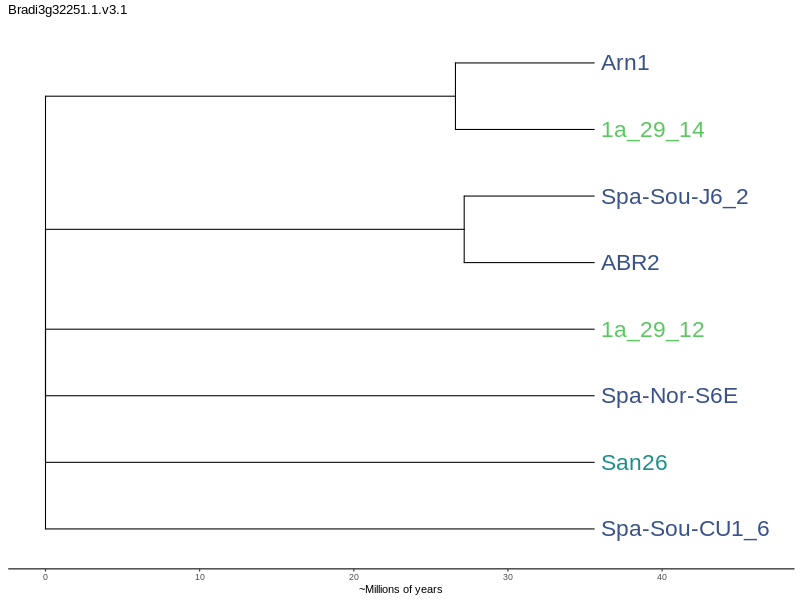 Bradi3g32251.1.v3.1
Arn1
1a_29_14
Spa-Sou-J6_2
ABR2
1a_29_12
Spa-Nor-S6E
San26
Spa-Sou-CU1_6
0 10 20 30 40
~Millions of years